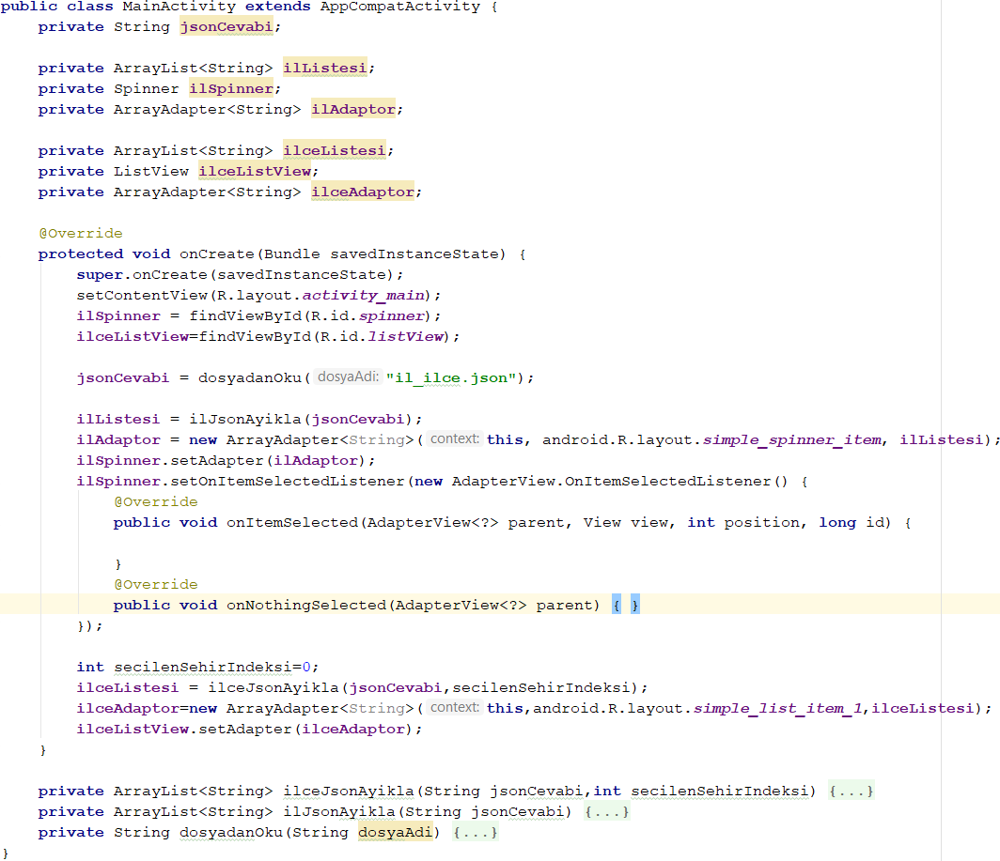 public class MainActivity extends AppCompatActivity {
    private String jsonCevabi;

    private ArrayList<String> ilListesi;
    private Spinner ilSpinner;
    private ArrayAdapter<String> ilAdaptor;

    private ArrayList<String> ilceListesi;
    private ListView ilceListView;
    private ArrayAdapter<String> ilceAdaptor;

    @Override
    protected void onCreate(Bundle savedInstanceState) {
        super.onCreate(savedInstanceState);
        setContentView(R.layout.activity_main);
        ilSpinner = findViewById(R.id.spinner);
        ilceListView=findViewById(R.id.listView);

        jsonCevabi = dosyadanOku( dosyaAdi: "il_ilce.json");

        ilListesi = ilJsonAyikla(jsonCevabi);
        ilAdaptor = new ArrayAdapter<String>( context: this, android.R.layout.simple_spinner_item, ilListesi);
        ilSpinner.setAdapter(ilAdaptor);
        ilSpinner.setOnItemSelectedListener(new AdapterView.OnItemSelectedListener() {
            @Override
            public void onItemSelected(AdapterView<?> parent, View view, int position, long id) {

            }
            @Override
            public void onNothingSelected(AdapterView<?> parent) { }
        });

        int secilenSehirIndeksi=0;
        ilceListesi = ilceJsonAyikla(jsonCevabi,secilenSehirIndeksi);
        ilceAdaptor=new ArrayAdapter<String>( context: this,android.R.layout.simple_list_item_1,ilceListesi);
        ilceListView.setAdapter(ilceAdaptor);
    }

    private ArrayList<String> ilceJsonAyikla(String jsonCevabi,int secilenSehirIndeksi) {...}
    private ArrayList<String> ilJsonAyikla(String jsonCevabi) {...}
    private String dosyadanOku(String dosyaAdi) {...}
}